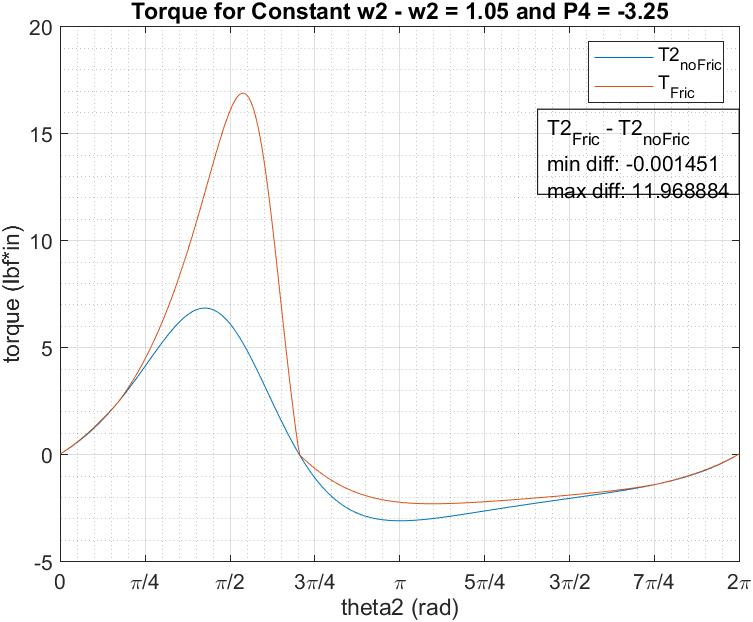 Torque for Constant w2 - w2 = 1.05 and P4 = -3.25
20
T2noFric
TFric
T2Fric - T2noFric
min diff: -0.001451
max diff: 11.968884
15
10
5
0
-5
torque (lbf*in)
0 π/4 π/2 3π/4 π 5π/4 3π/2 7π/4 2π
theta2 (rad)